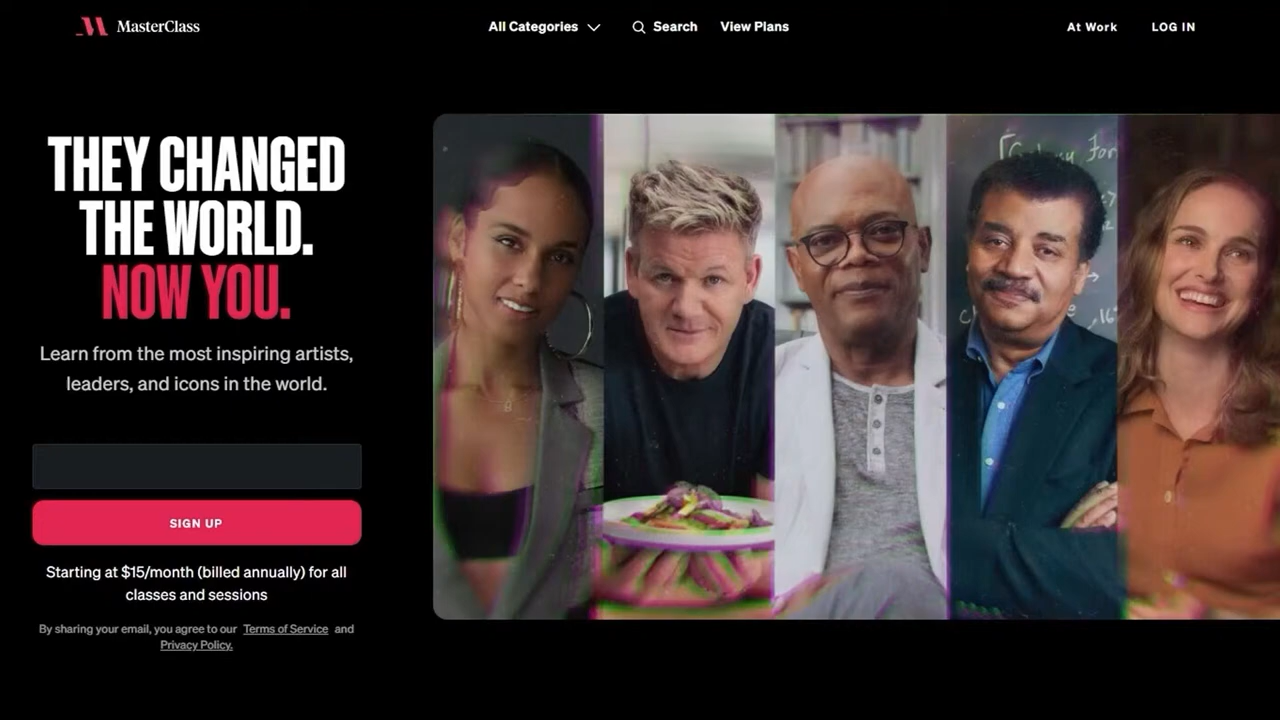 MasterClass
All Categories
Search
View Plans
At Work
LOG IN
THEY CHANGED
THE WORLD.
NOW YOU.
Learn from the most inspiring artists,
leaders, and icons in the world.
SIGN UP
Starting at $15/month (billed annually) for all
classes and sessions
By sharing your email, you agree to our Terms of Service and
Privacy Policy.